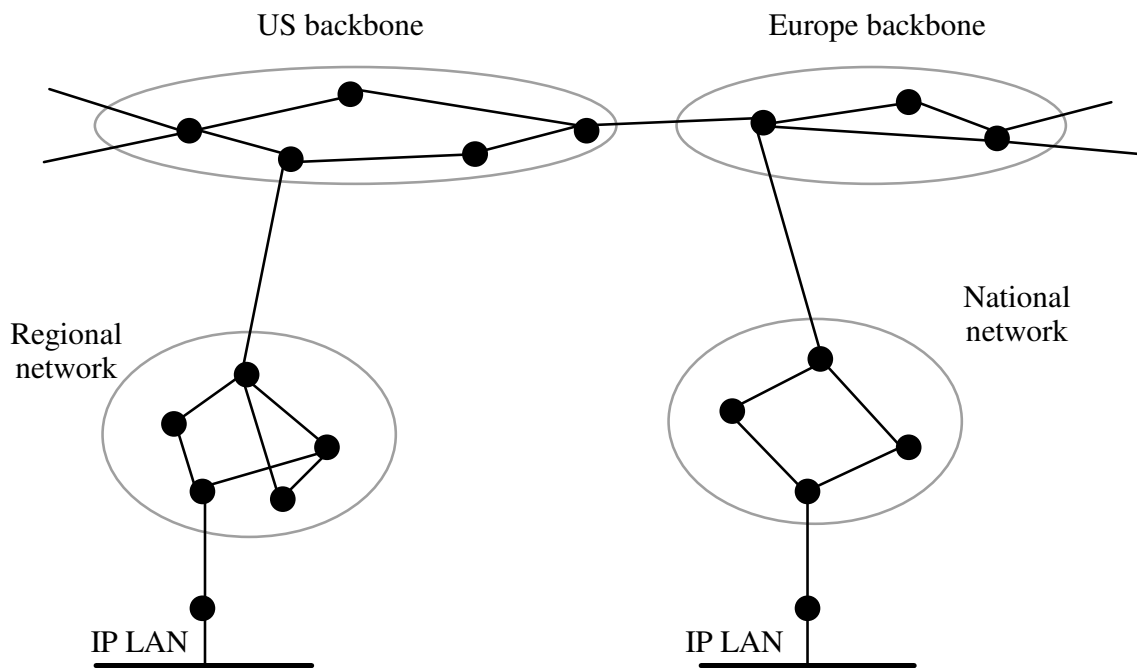 US backbone
Europe backbone
Regional
network
National
network
IP LAN
IP LAN